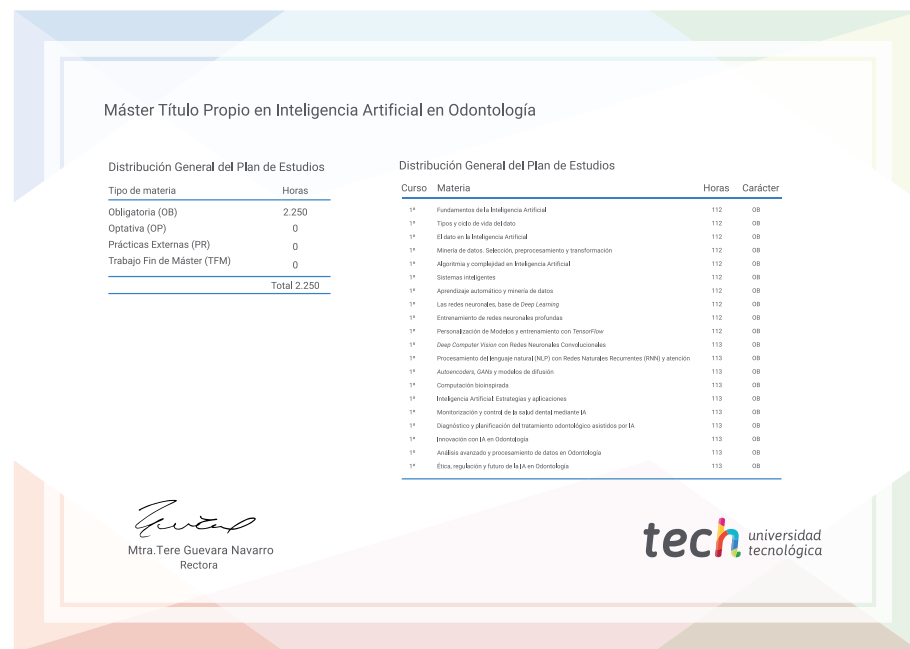 Máster Título Propio en Inteligencia Artificial en Odontología
Distribución General del Plan de Estudios
Tipo de materia Horas
Obligatoria (OB) 2.250
Optativa (OP) 0
Prácticas Externas (PR) 0
Trabajo Fin de Máster (TFM) 0
Total 2.250
Distribución General del Plan de Estudios
Curso Materia Horas Carácter
1º Fundamentos de la Inteligencia Artificial 112 OB
1º Tipos y ciclo de vida del dato 112 OB
1º El dato en la Inteligencia Artificial 112 OB
1º Minería de datos. Selección, preprocesamiento y transformación 112 OB
1º Algoritmia y complejidad en Inteligencia Artificial 112 OB
1º Sistemas inteligentes 112 OB
1º Aprendizaje automático y minería de datos 112 OB
1º Las redes neuronales, base de Deep Learning 112 OB
1º Entrenamiento de redes neuronales profundas 112 OB
1º Personalización de Modelos y entrenamiento con TensorFlow 112 OB
1º Deep Computer Vision con Redes Neuronales Convolucionales 113 OB
1º Procesamiento del lenguaje natural (NLP) con Redes Naturales Recurrentes (RNN) y atención 113 OB
1º Autoencoders, GANs y modelos de difusión 113 OB
1º Computación bioinspirada 113 OB
1º Inteligencia Artificial: Estrategias y aplicaciones 113 OB
1º Monitorización y control de la salud dental mediante IA 113 OB
1º Diagnóstico y planificación del tratamiento odontológico asistidos por IA 113 OB
1º Innovación con IA en Odontología 113 OB
1º Análisis avanzado y procesamiento de datos en Odontología 113 OB
1º Ética, regulación y futuro de la IA en Odontología 113 OB
Mtra.Tere Guevara Navarro
Rectora
tech universidad
tecnológica